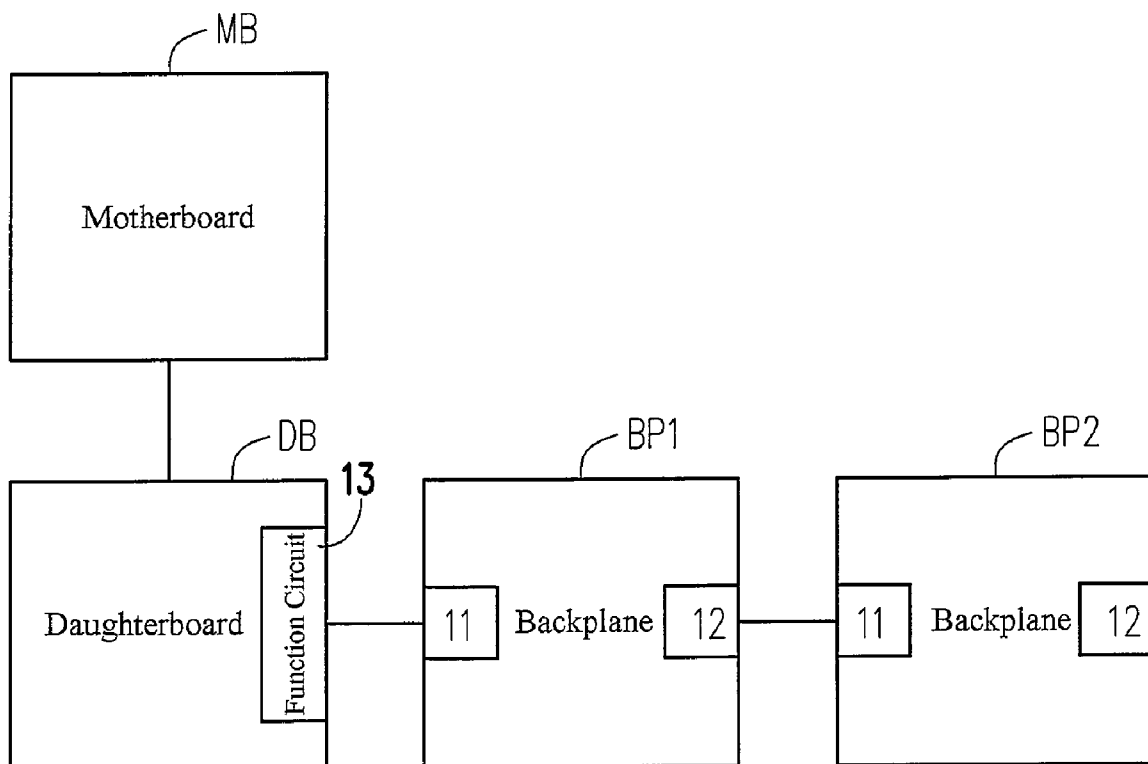 MB
Motherboard
DB
BP1
BP2
13
Daughterboard
Function Circuit
11
Backplane
12
11
Backplane
12